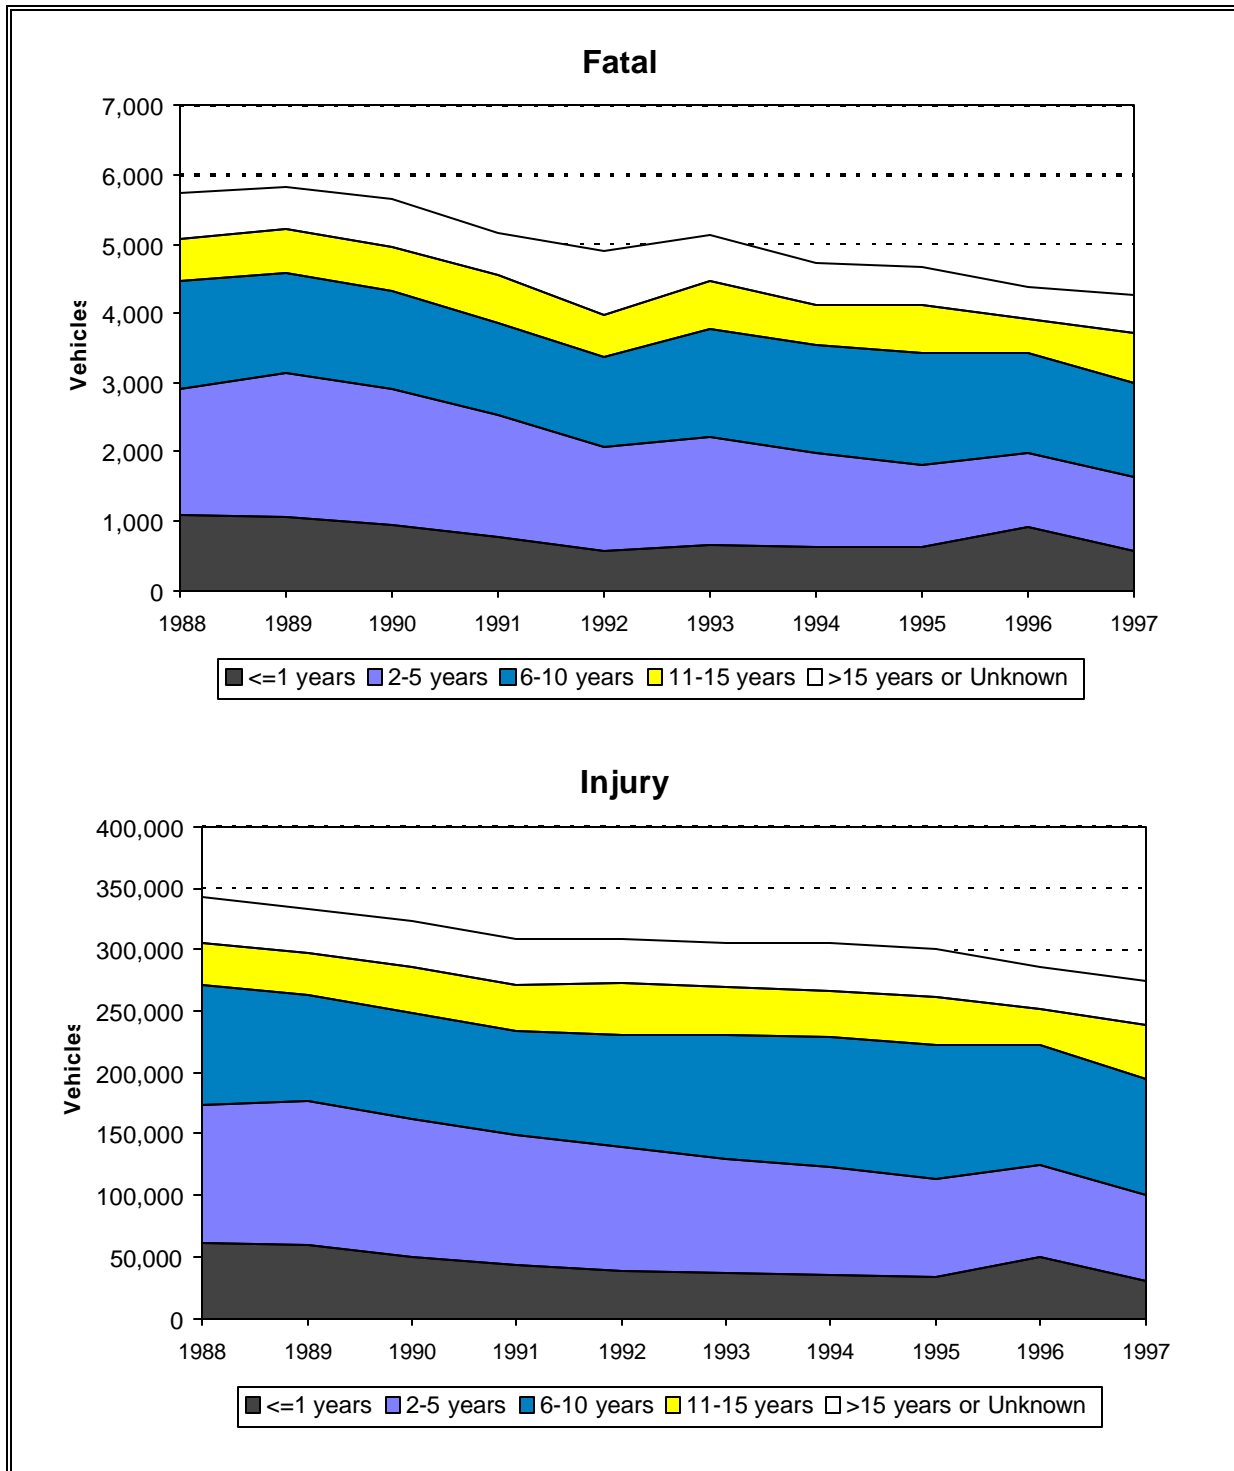 Fatal
7,000
6,000
5,000
4,000
3,000
2,000
1,000
0
Vehicles
1988 1989 1990 1991 1992 1993 1994 1995 1996 1997
<=1 years 2-5 years 6-10 years 11-15 years >15 years or Unknown
Injury
400,000
350,000
300,000
250,000
200,000
150,000
100,000
50,000
0
Vehicles
1988 1989 1990 1991 1992 1993 1994 1995 1996 1997
<=1 years 2-5 years 6-10 years 11-15 years >15 years or Unknown